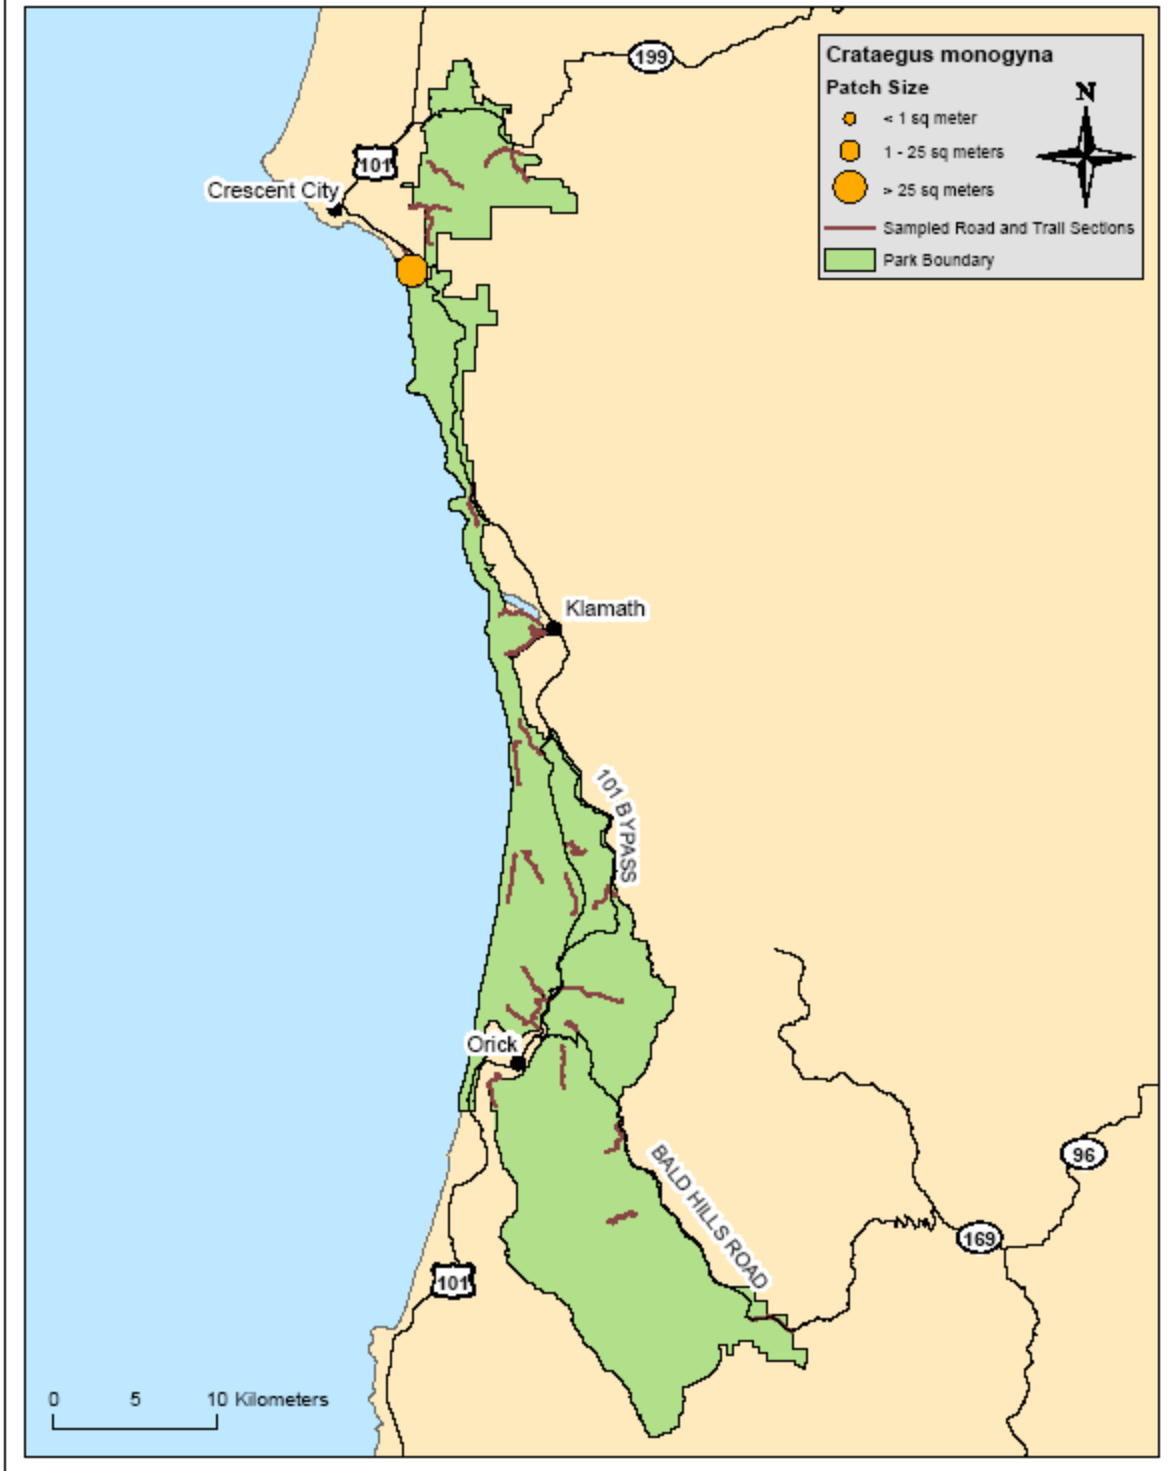 199
Crataegus monogyna
Patch Size
N
< 1 sq meter
1 - 25 sq meters
> 25 sq meters
Sampled Road and Trail Sections
Park Boundary
101
Crescent City
Klamath
101 BYPASS
Orick
BALD HILLS ROAD
96
169
101
0 5 10 Kilometers